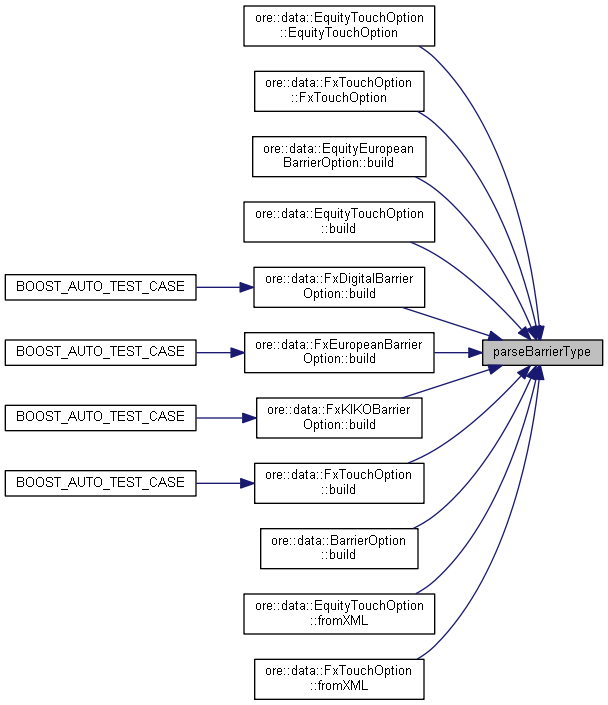 ore::data::EquityTouchOption
::EquityTouchOption
ore::data::FxTouchOption
::FxTouchOption
ore::data::EquityEuropean
BarrierOption::build
ore::data::EquityTouchOption
::build
BOOST_AUTO_TEST_CASE
ore::data::FxDigitalBarrier
Option::build
BOOST_AUTO_TEST_CASE
ore::data::FxEuropeanBarrier
Option::build
parseBarrierType
BOOST_AUTO_TEST_CASE
ore::data::FxKIKOBarrier
Option::build
BOOST_AUTO_TEST_CASE
ore::data::FxTouchOption
::build
ore::data::BarrierOption
::build
ore::data::EquityTouchOption
::fromXML
ore::data::FxTouchOption
::fromXML